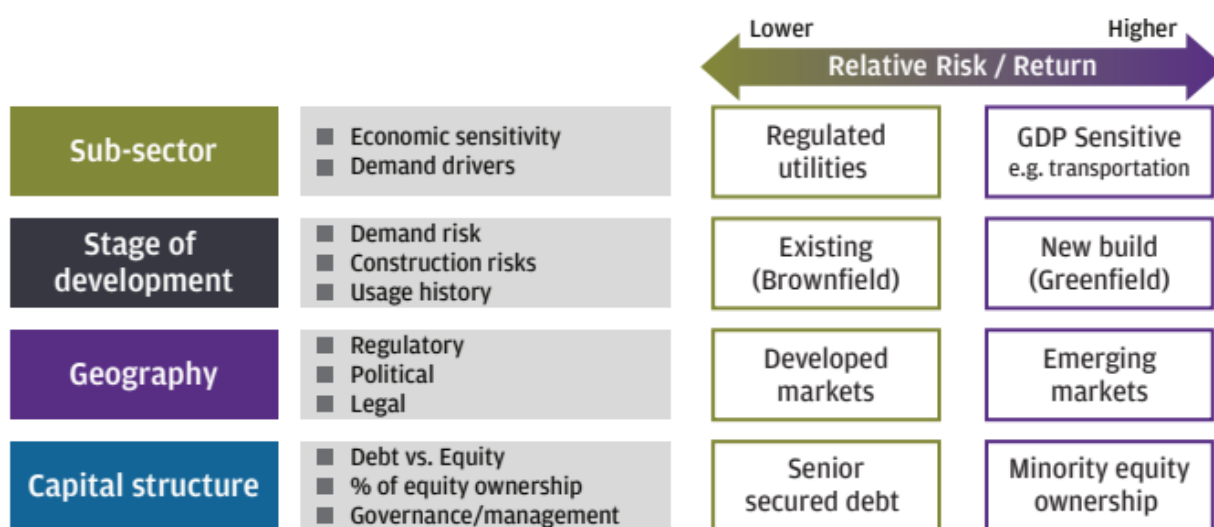 Lower Higher
Relative Risk / Return
Sub-sector
Economic sensitivity
Demand drivers
Regulated
utilities
GDP Sensitive
e.g. transportation
Stage of
development
Demand risk
Construction risks
Usage history
Existing
(Brownfield)
New build
(Greenfield)
Geography
Regulatory
Political
Legal
Developed
markets
Emerging
markets
Capital structure
Debt vs. Equity
% of equity ownership
Governance/management
Senior
secured debt
Minority equity
ownership